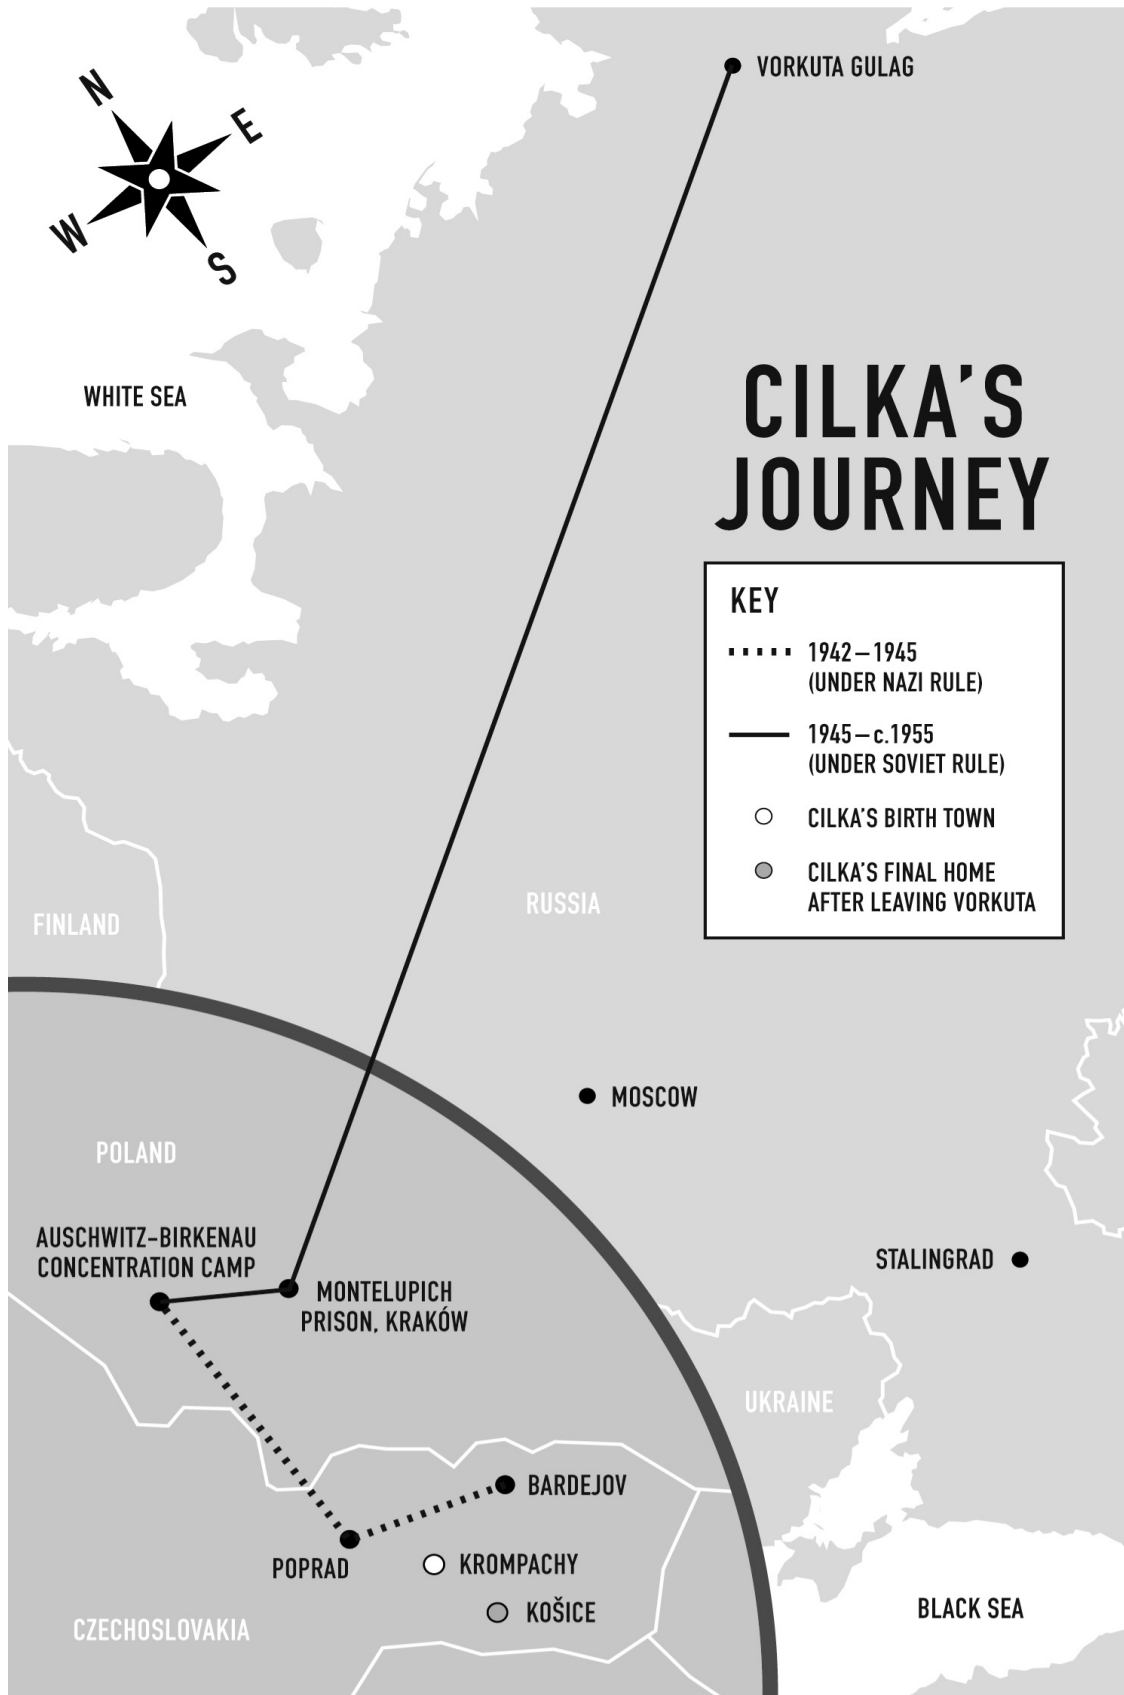 N
E
W
S
VORKUTA GULAG
WHITE SEA
CILKA'S
JOURNEY
KEY
1942–1945
(UNDER NAZI RULE)
1945–c.1955
(UNDER SOVIET RULE)
CILKA'S BIRTH TOWN
CILKA'S FINAL HOME
AFTER LEAVING VORKUTA
FINLAND
RUSSIA
MOSCOW
POLAND
AUSCHWITZ-BIRKENAU
CONCENTRATION CAMP
MONTELUPICH
PRISON, KRAKÓW
STALINGRAD
UKRAINE
BARDEJOV
POPRAD
KROMPACHY
KOŠICE
CZECHOSLOVAKIA
BLACK SEA